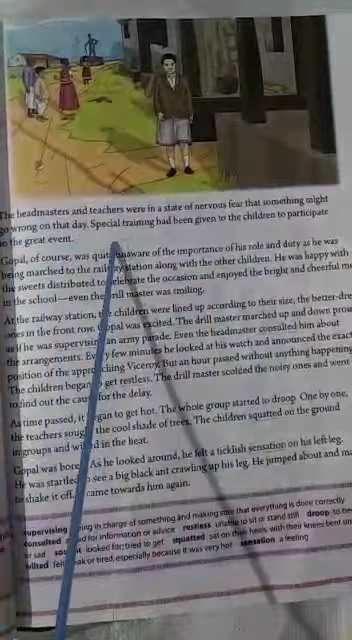 The headmasters and teachers were in a state of nervous fear that something might
go wrong on that day. Special training had been given to the children to participate
in the great event.
Gopal, of course, was quite unaware of the importance of his role and duty as he was
being marched to the railway station along with the other children. He was happy with
the sweets distributed to celebrate the occasion and enjoyed the bright and cheerful
in the school—even the drill master was smiling.
At the railway station, the children were lined up according to their size, the
ones in the front row. Gopal was excited. The drill master marched up and down
as if he was supervising an army parade. Even the headmaster consulted him about
the arrangements. Every few minutes he looked at his watch and announced the exact
position of the approaching Viceroy. But an hour passed without anything happening
The children began to get restless. The drill master scolded the noisy ones and went
to find out the cause for the delay.
As time passed, it began to get hot. The whole group started to droop. One by one,
the teachers sought the cool shade of trees. The children squatted on the ground
in groups and wilted in the heat.
Gopal was bored. As he looked around, he felt a ticklish sensation on his left leg.
He was startled to see a big black ant crawling up his leg. He jumped about and
to shake it off. came towards him again.
supervising being in charge of something and making sure that everything is done correctly
consulted asked for information or advice restless unable to sit or stand still droop to
or sad sought looked for; tried to get squatted sat on their heels with their knees bent
wilted felt weak or tired, especially because it was very hot sensation a feeling